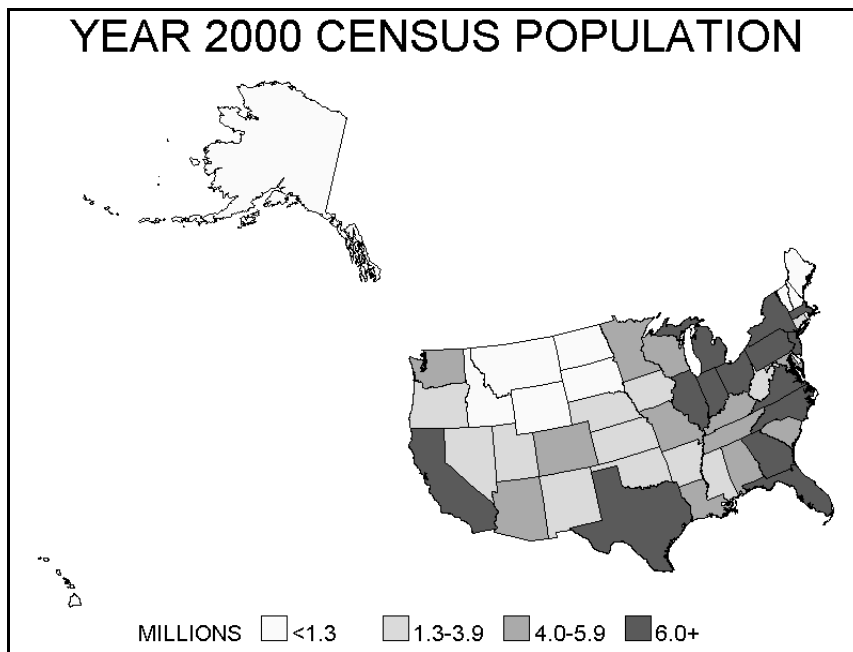 YEAR 2000 CENSUS POPULATION
MILLIONS <1.3 1.3-3.9 4.0-5.9 6.0+